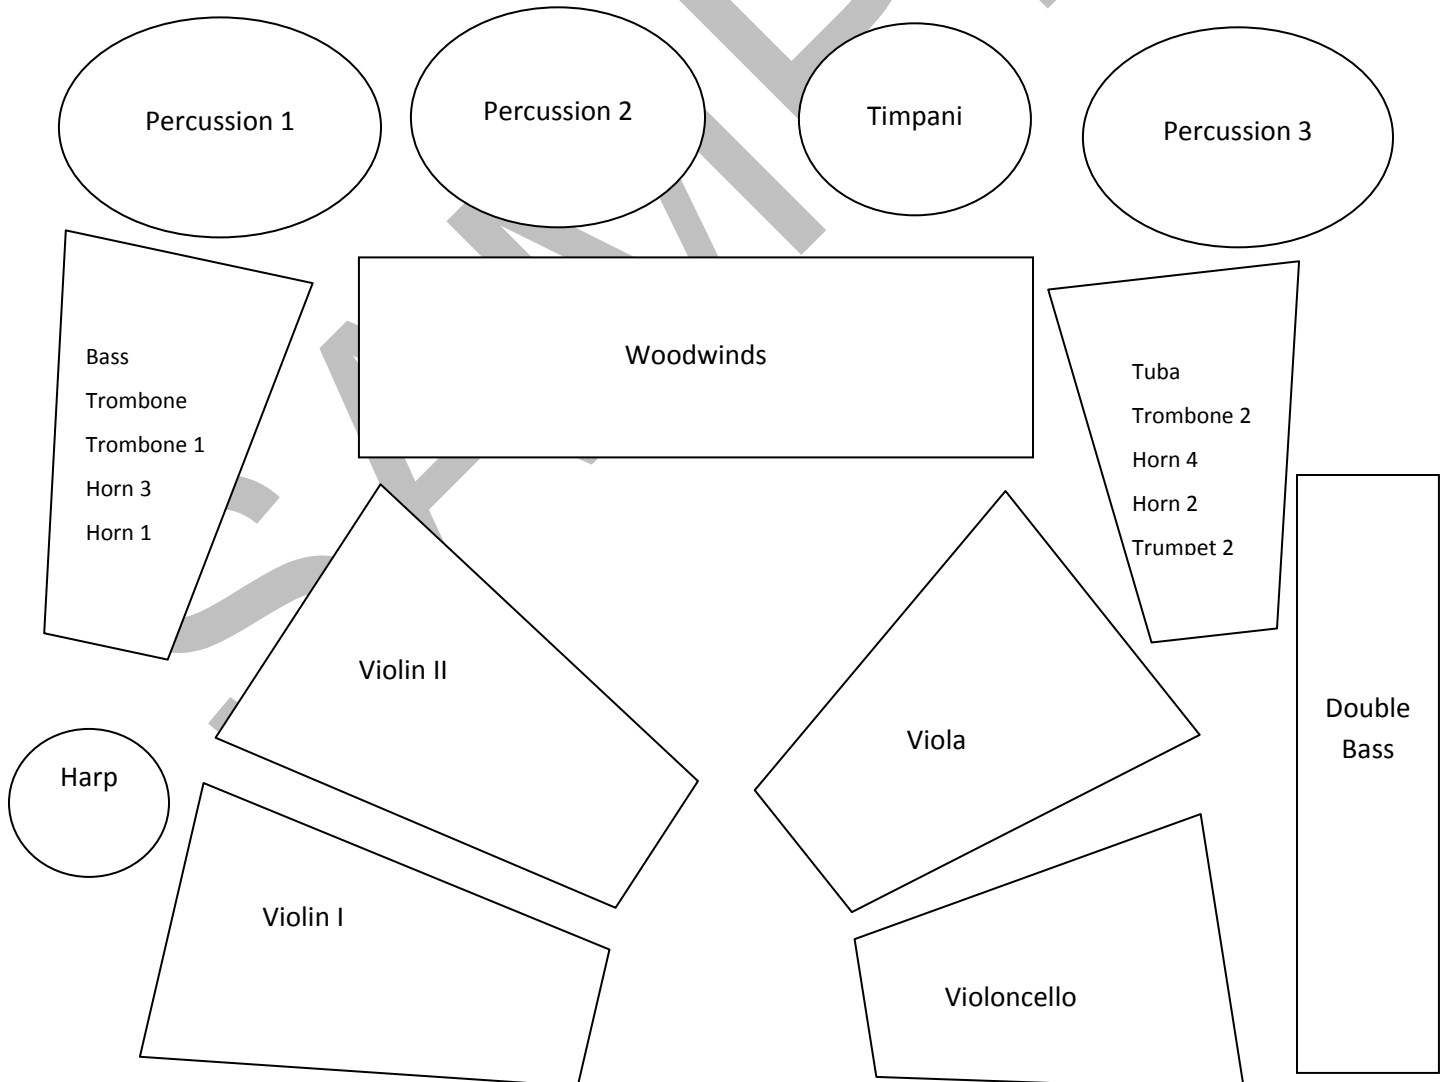 Percussion 1
Percussion 2
Timpani
Percussion 3
Woodwinds
Bass
Trombone
Trombone 1
Horn 3
Horn 1
Tuba
Trombone 2
Horn 4
Horn 2
Trumpet 2
Violin II
Viola
Double
Bass
Harp
Violin I
Violoncello